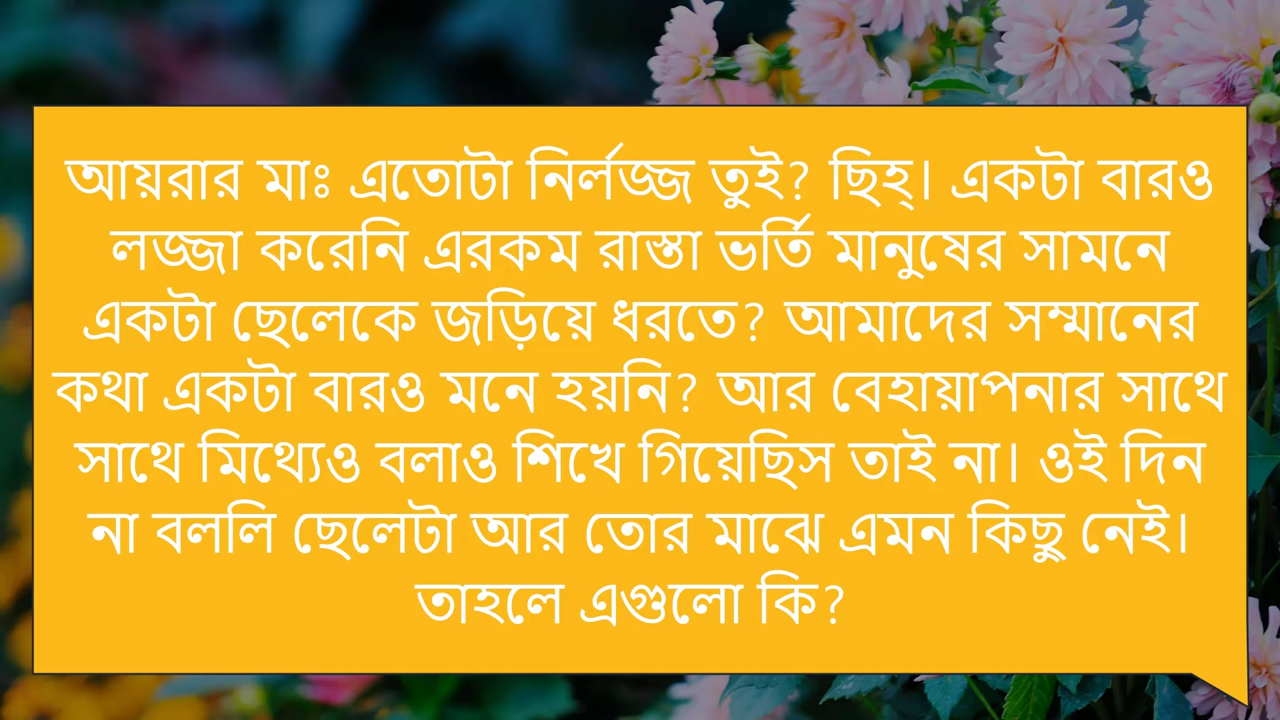 আয়রার মাঃ এতোটা নির্লজ্জ তুই? ছিহ্। একটা বারও
লজ্জা করেনি এরকম রাস্তা ভর্তি মানুষের সামনে
একটা ছেলেকে জড়িয়ে ধরতে? আমাদের সম্মানের
কথা একটা বারও মনে হয়নি? আর বেহায়াপনার সাথে
সাথে মিথ্যেও বলাও শিখে গিয়েছিস তাই না। ওই দিন
না বললি ছেলেটা আর তোর মাঝে এমন কিছু নেই।
তাহলে এগুলো কি?